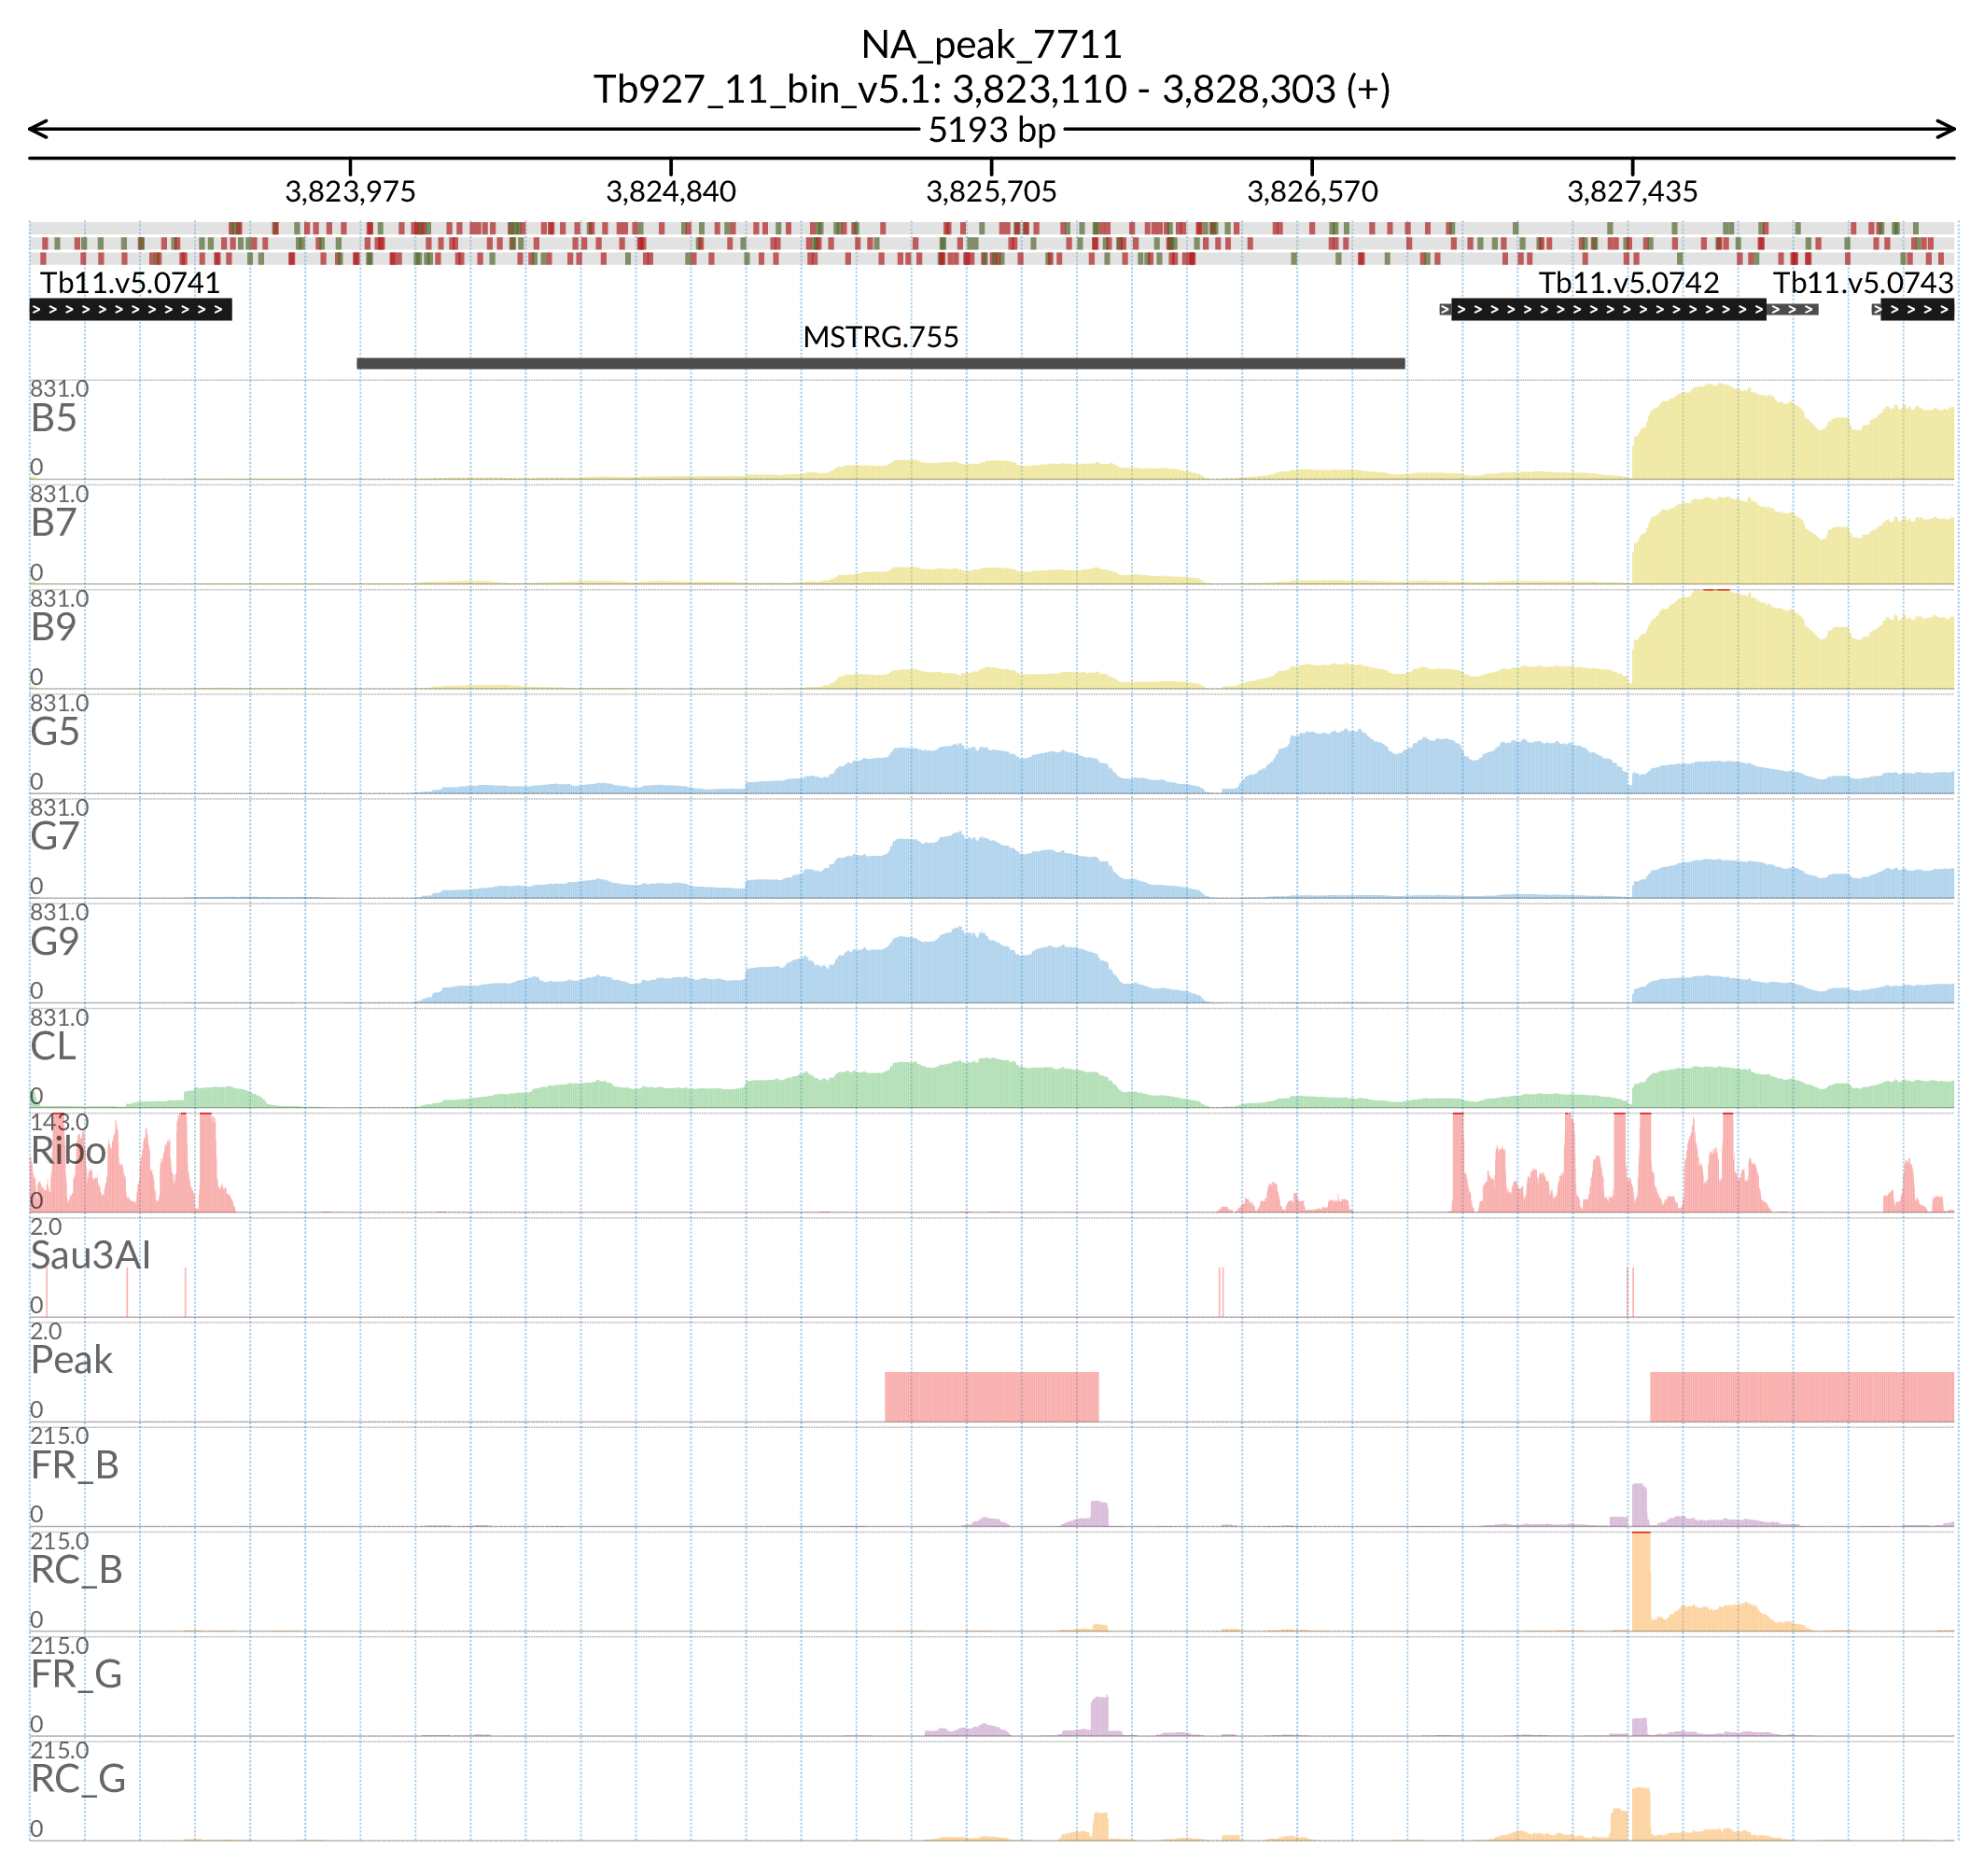 NA_peak_7711
Tb927_11_bin_v5.1: 3,823,110 - 3,828,303 (+)
5193 bp
3,823,975 3,824,840 3,825,705 3,826,570 3,827,435
Tb11.v5.0741 Tb11.v5.0742 Tb11.v5.0743
MSTRG.755
831.0
B5
0
831.0
B7
0
831.0
B9
0
831.0
G5
0
831.0
G7
0
831.0
G9
0
831.0
CL
0
143.0
Ribo
0
2.0
Sau3AI
0
2.0
Peak
0
215.0
FR_B
0
215.0
RC_B
0
215.0
FR_G
0
215.0
RC_G
0